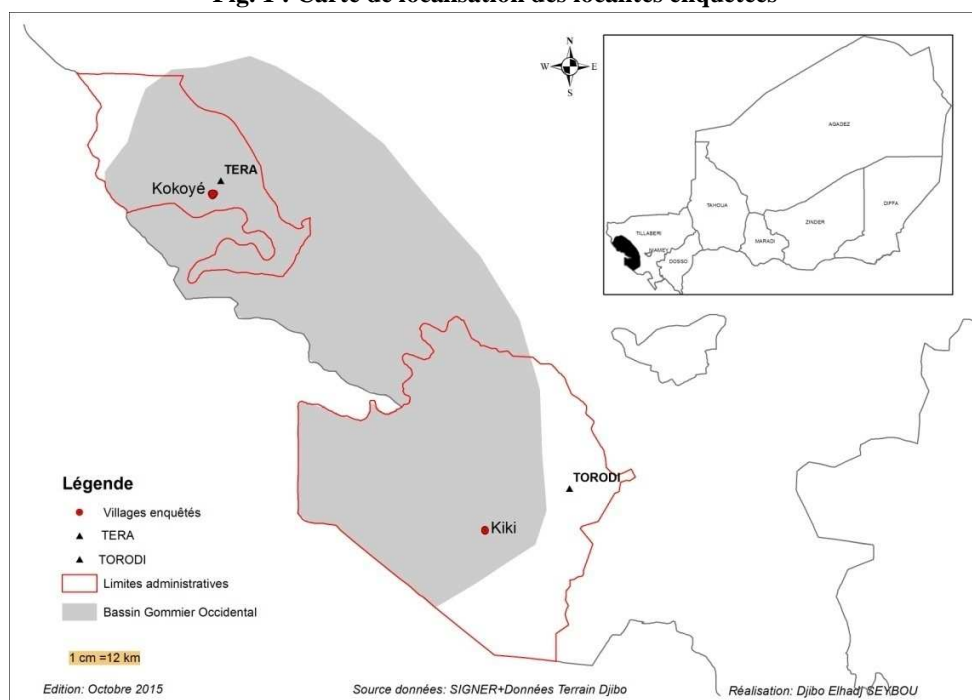 Fig. 1 : Carte de localisation des localités enquêtées
N
W E
S
AGADEZ
TAHOUA
DIFFA
ZINDER
TILLABERI
MARADI
NIAMEY
DOSSO
TERA
Kokoyé
TORODI
Kiki
Légende
Villages enquêtés
TERA
TORODI
Limites administratives
Bassin Gommier Occidental
1 cm =12 km
Edition: Octobre 2015
Source données: SIGNER+Données Terrain Djibo
Réalisation: Djibo Elhadj SEYBOU